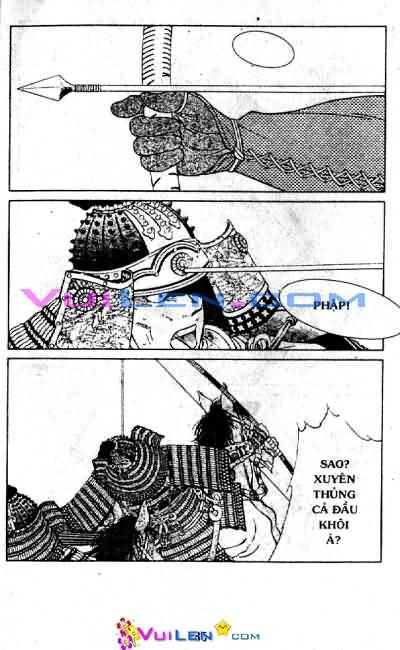 VuiLen.com
PHẬP!
SAO?
XUYÊN
THỦNG
CẢ ĐẦU
KHÔI
À?
VuiLen.com